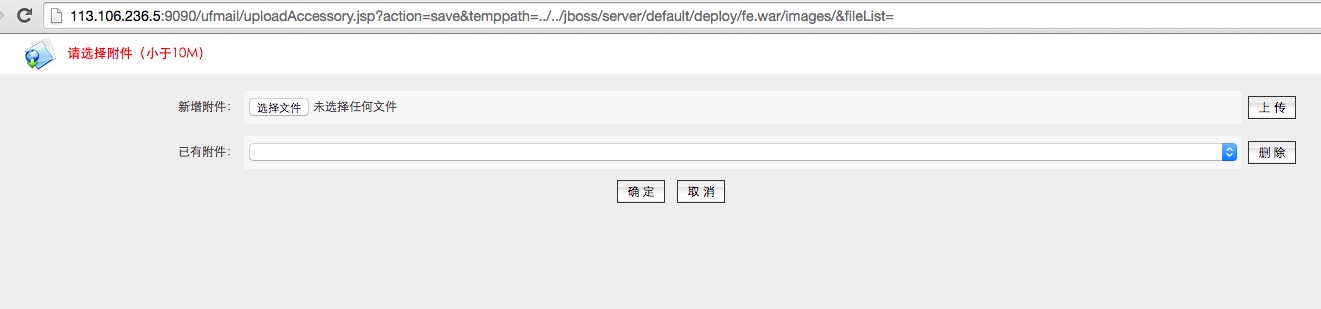 113.106.236.5:9090/ufmail/uploadAccessory.jsp?action=save&temppath=../../jboss/server/default/deploy/fe.war/images/&fileList=
请选择附件（小于10M）
新增附件： 选择文件 未选择任何文件 上 传
已有附件： 删 除
确 定 取 消